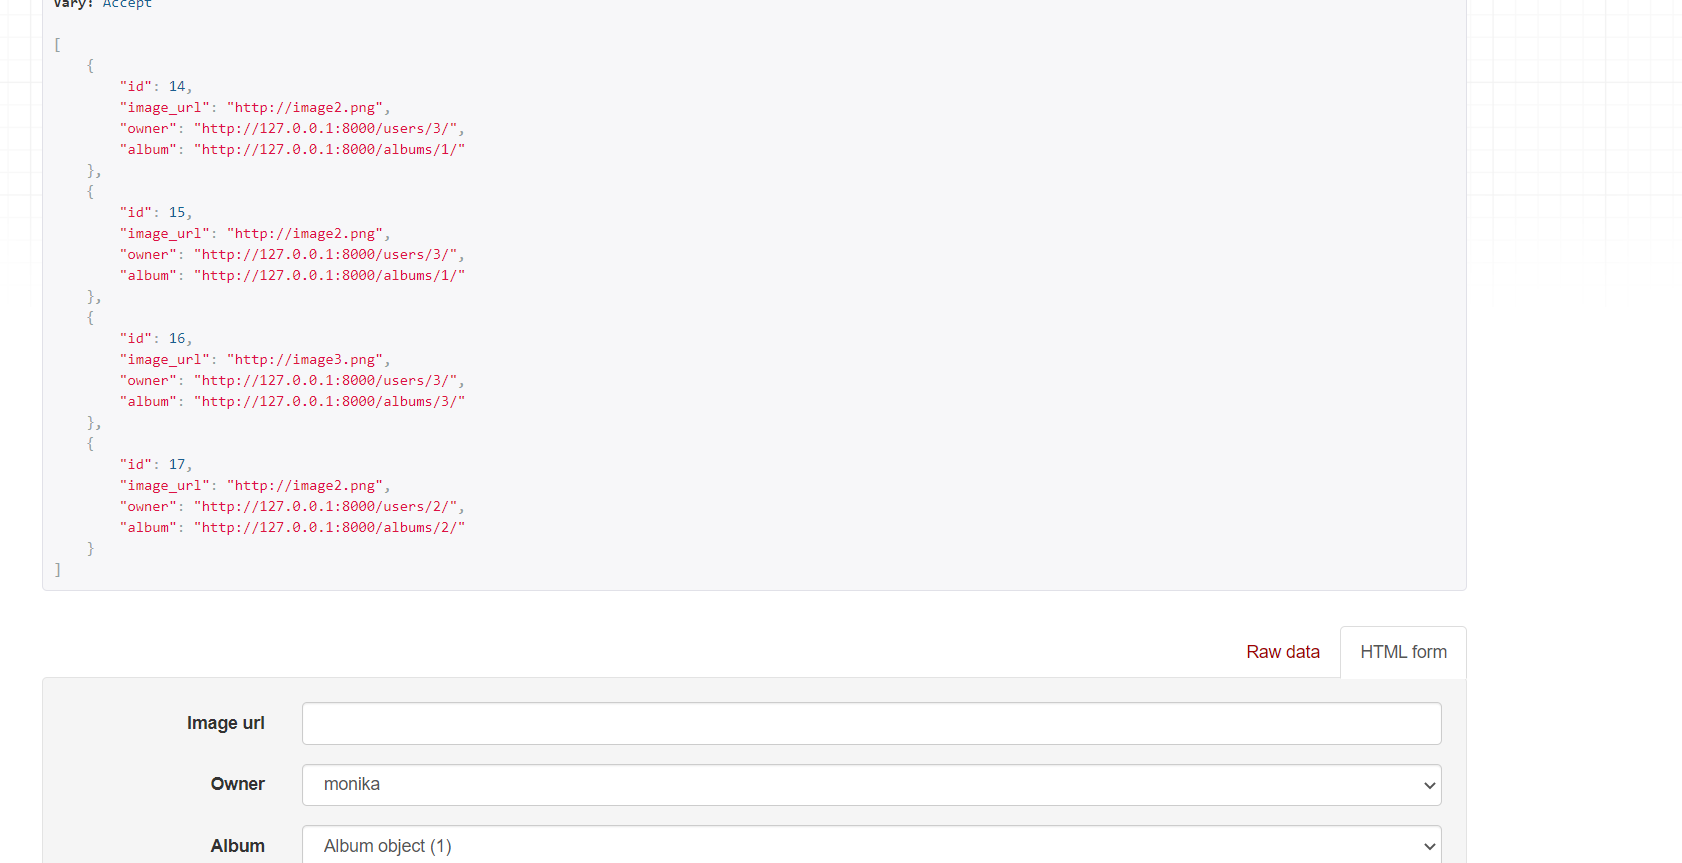 Vary: Accept
[
{
"id": 14,
"image_url": "http://image2.png",
"owner": "http://127.0.0.1:8000/users/3/",
"album": "http://127.0.0.1:8000/albums/1/"
},
{
"id": 15,
"image_url": "http://image2.png",
"owner": "http://127.0.0.1:8000/users/3/",
"album": "http://127.0.0.1:8000/albums/1/"
},
{
"id": 16,
"image_url": "http://image3.png",
"owner": "http://127.0.0.1:8000/users/3/",
"album": "http://127.0.0.1:8000/albums/3/"
},
{
"id": 17,
"image_url": "http://image2.png",
"owner": "http://127.0.0.1:8000/users/2/",
"album": "http://127.0.0.1:8000/albums/2/"
}
]
Raw data HTML form
Image url
Owner monika
Album Album object (1)